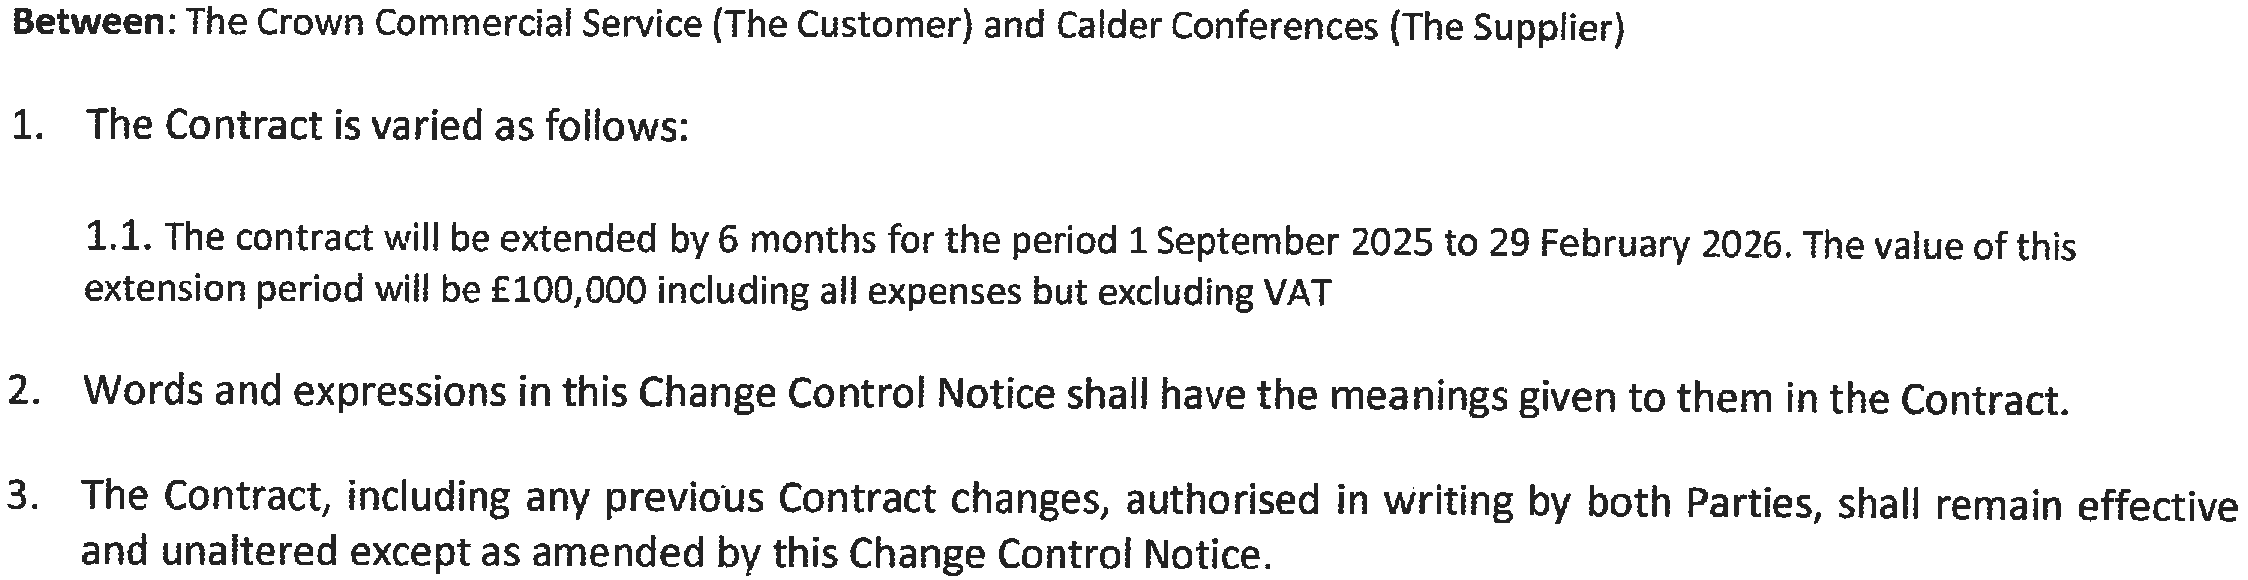 Between: The Crown Commercial Service (The Customer) and Calder Conferences (The Supplier)
1. The Contract is varied as follows:
1.1. The contract will be extended by 6 months for the period 1 September 2025 to 29 February 2026. The value of this
extension period will be £100,000 including all expenses but excluding VAT
2. Words and expressions in this Change Control Notice shall have the meanings given to them in the Contract.
3. The Contract, including any previous Contract changes, authorised in writing by both Parties, shall remain effective
and unaltered except as amended by this Change Control Notice.